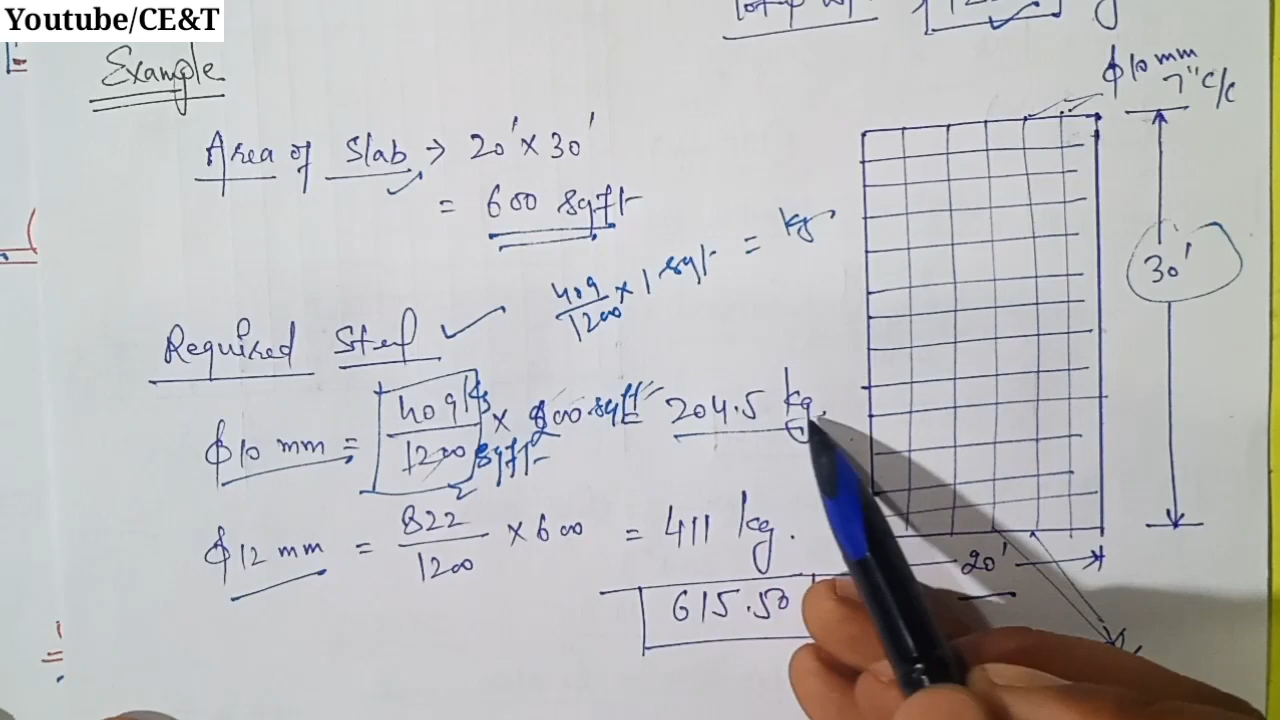 Youtube/CE&T
Example
Area of Slab → 20' × 30'
= 600 sqft
409/1200 × 1 sqft = kg
Required Steel ✓
ϕ10 mm = 409 kg/1200 sqft × 600 sqft = 204.5 kg.
ϕ12 mm = 822/1200 × 600 = 411 kg.
615.50
ϕ10 mm
7" c/c
30'
20'